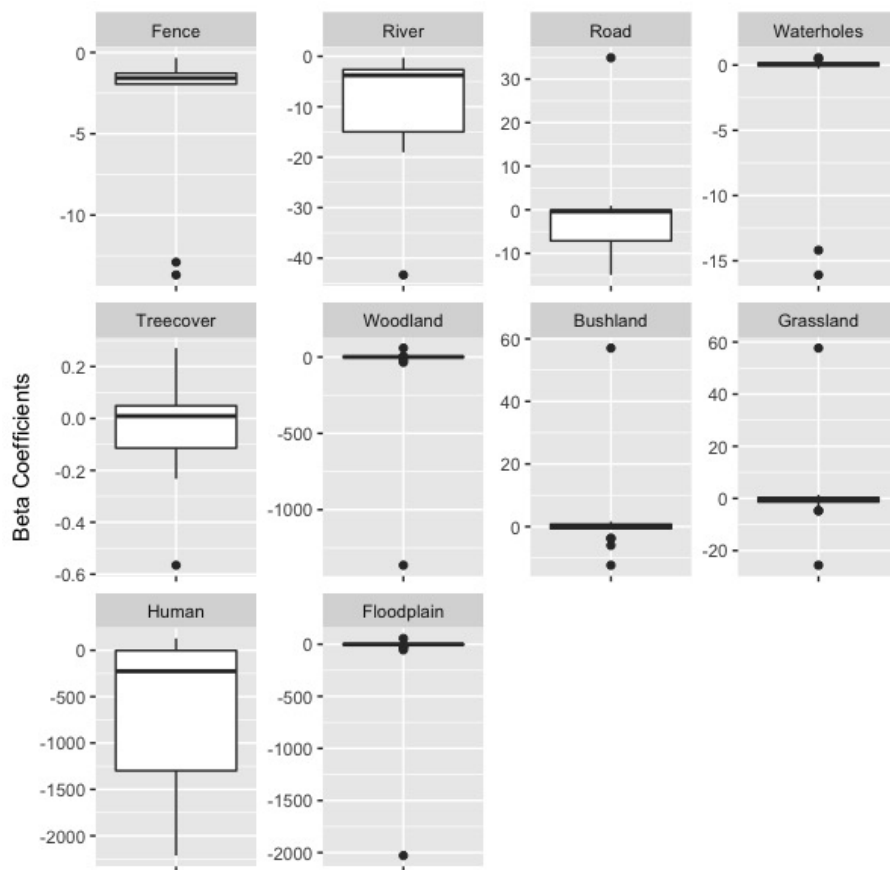 Fence River Road Waterholes
0 0 35 0
-5 -10 30 -5
-10 -20 20 -10
-30 10 -15
-40 0
-10
Treecover Woodland Bushland Grassland
0.2 0 60 60
0.0 -500 40 40
-0.2 -1000 20 20
-0.4 0 0
-0.6 -20
Beta Coefficients
Human Floodplain
0 0
-500 -500
-1000 -1000
-1500 -1500
-2000 -2000